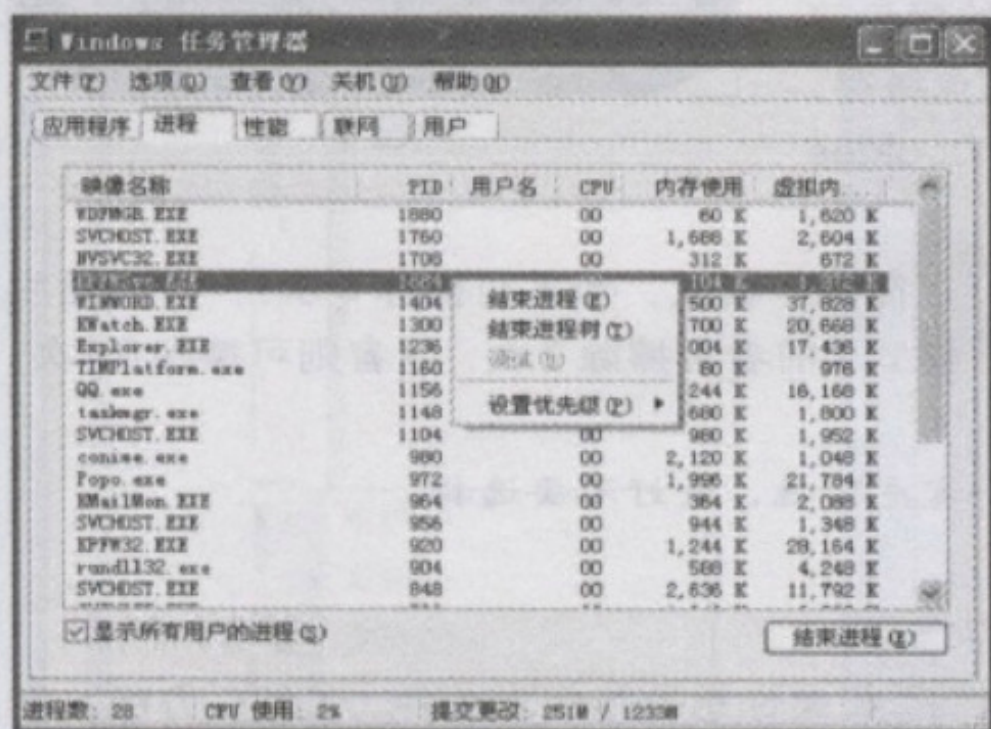 Windows 任务管理器
文件(F) 选项(O) 查看(V) 关机(U) 帮助(H)
应用程序 进程 性能 联网 用户
映像名称 PID 用户名 CPU 内存使用 虚拟内...
WDFMGR.EXE 1880 00 60 K 1,620 K
SVCHOST.EXE 1760 00 1,688 K 2,604 K
NVSVC32.EXE 1708 00 312 K 672 K
104 K
WINWORD.EXE 1404 500 K 37,828 K
KWatch.EXE 1300 700 K 20,668 K
Explorer.EXE 1236 004 K 17,436 K
TIMPlatform.exe 1160 80 K 976 K
QQ.exe 1156 244 K 16,168 K
taskmgr.exe 1148 680 K 1,800 K
SVCHOST.EXE 1104 00 980 K 1,952 K
conime.exe 980 00 2,120 K 1,048 K
Popo.exe 972 00 1,996 K 21,784 K
KMailMon.EXE 964 00 364 K 2,088 K
SVCHOST.EXE 956 00 944 K 1,348 K
KPFW32.EXE 920 00 1,244 K 28,164 K
rundll32.exe 904 00 588 K 4,248 K
SVCHOST.EXE 848 00 2,636 K 11,792 K
结束进程(E)
结束进程树(T)
调试(D)
设置优先级(P)
显示所有用户的进程(S)
结束进程(E)
进程数: 28 CPU 使用: 2% 提交更改: 251M / 1233M